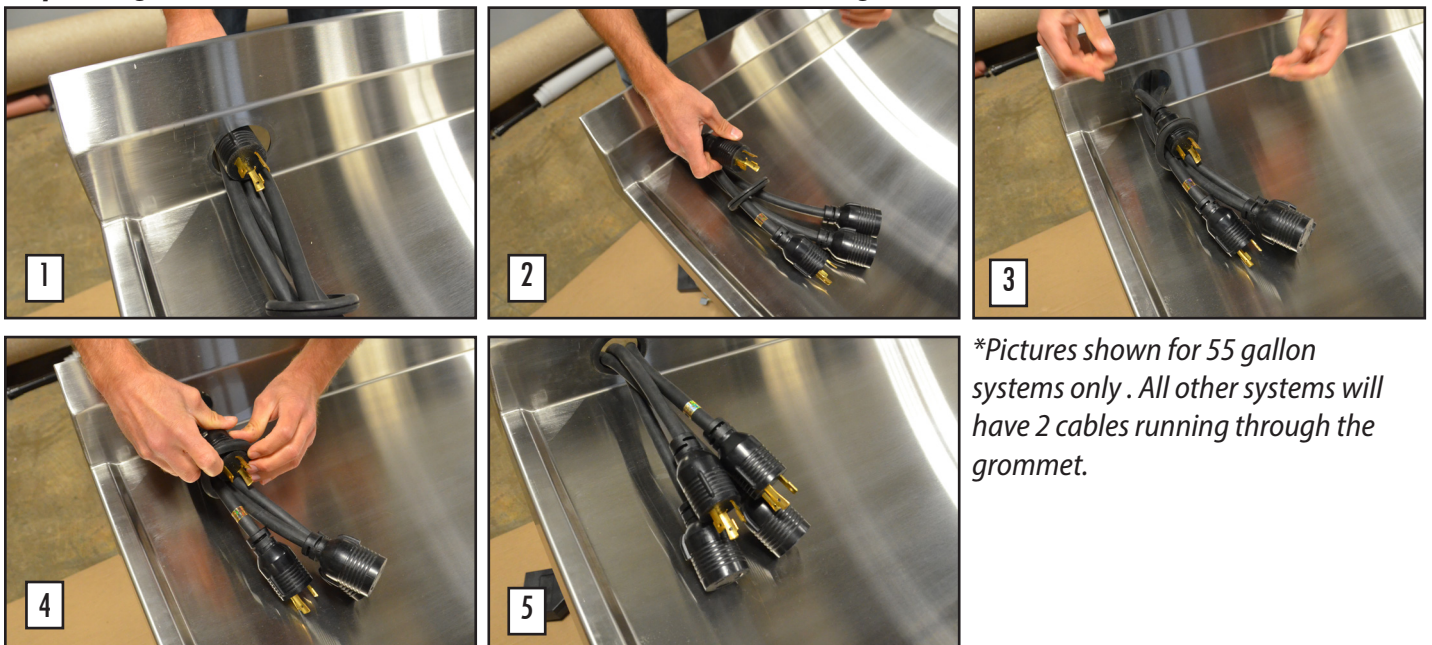 1
2
3
4
5
*Pictures shown for 55 gallon
systems only . All other systems will
have 2 cables running through the
grommet.